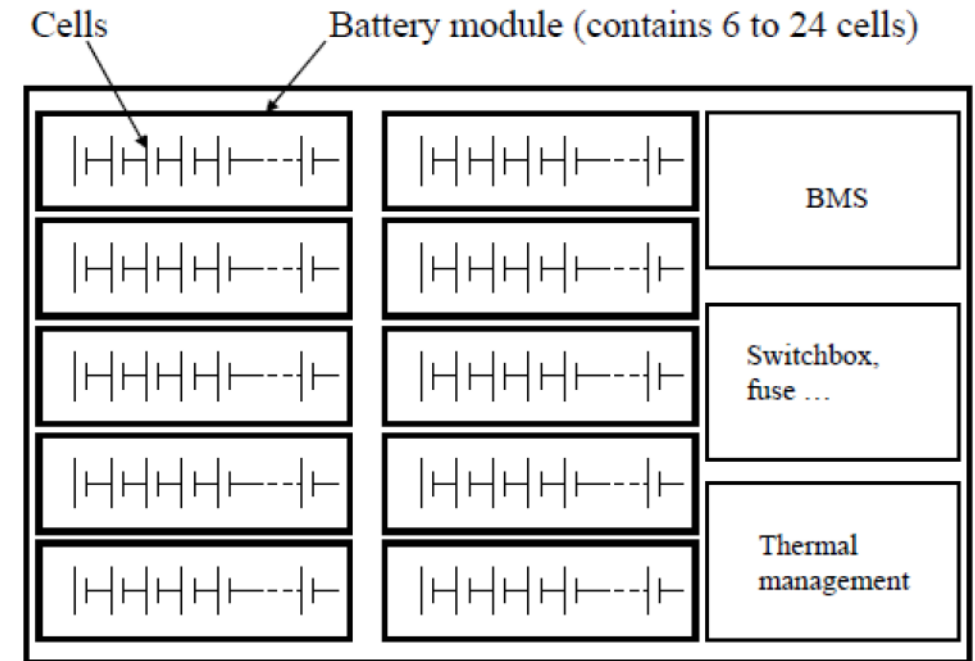 Cells
Battery module (contains 6 to 24 cells)
BMS
Switchbox,
fuse ...
Thermal
management